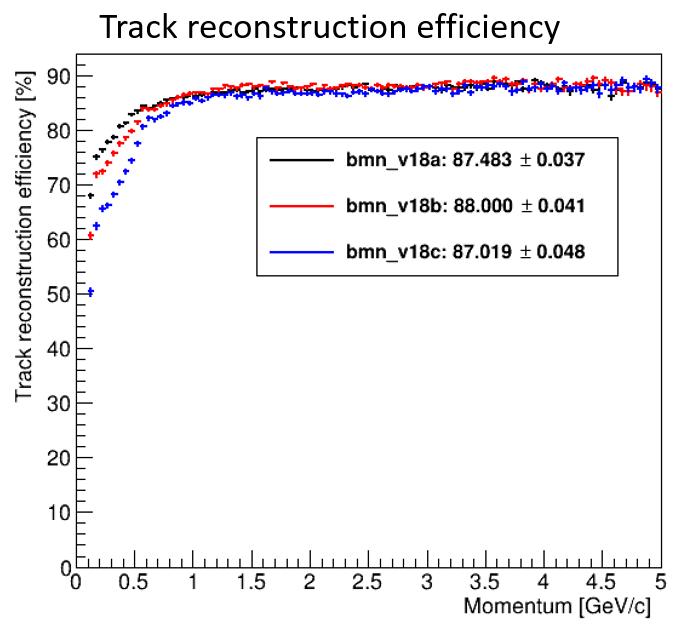 Track reconstruction efficiency
Track reconstruction efficiency [%]
90
80
70
60
50
40
30
20
10
0
bmn_v18a: 87.483 ± 0.037
bmn_v18b: 88.000 ± 0.041
bmn_v18c: 87.019 ± 0.048
0 0.5 1 1.5 2 2.5 3 3.5 4 4.5 5
Momentum [GeV/c]